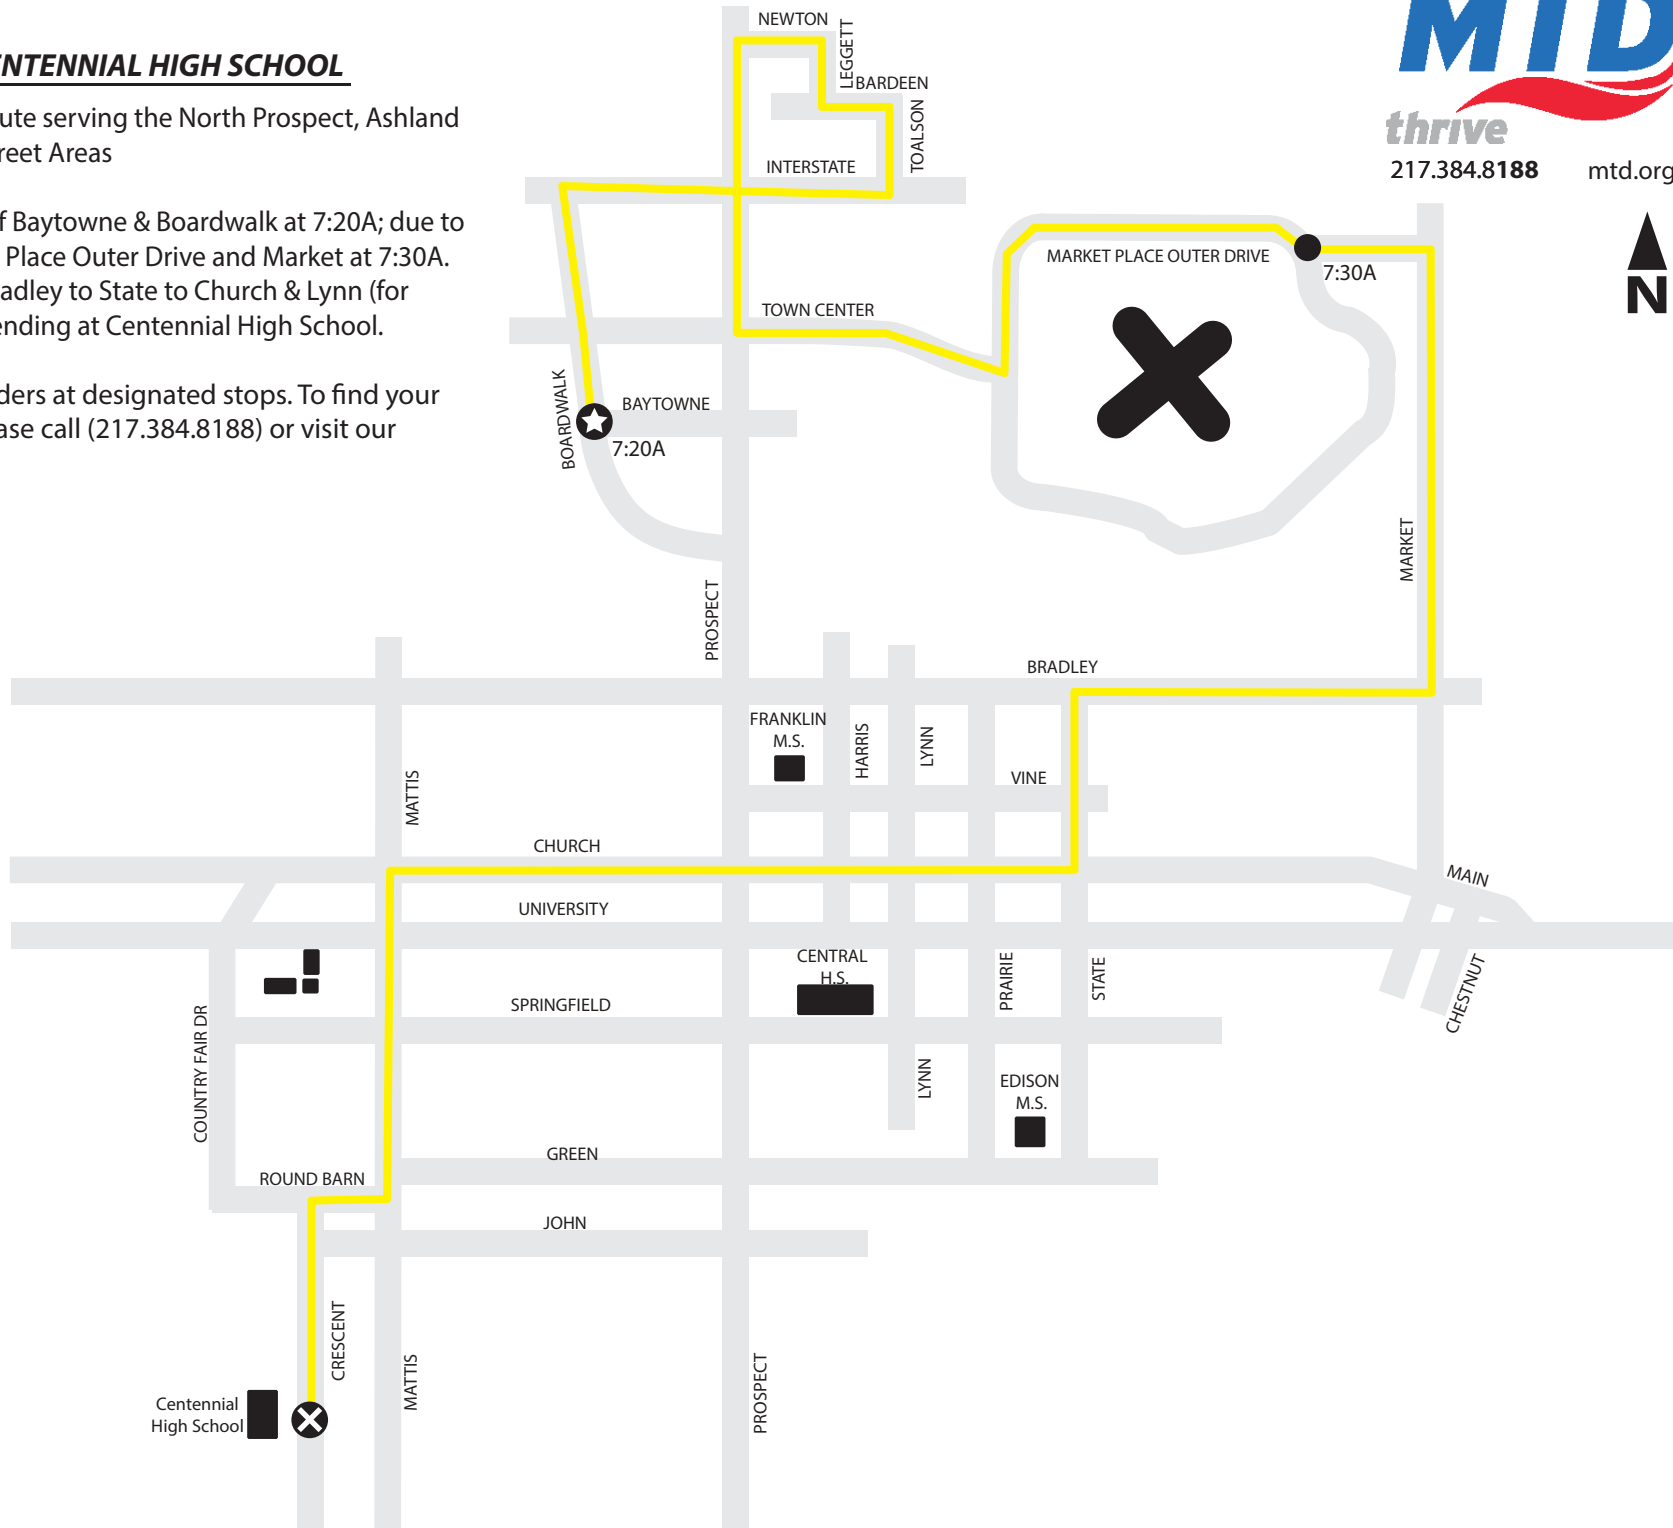 ENTENNIAL HIGH SCHOOL
ute serving the North Prospect, Ashland
reet Areas
f Baytowne & Boardwalk at 7:20A; due to
Place Outer Drive and Market at 7:30A.
adley to State to Church & Lynn (for
ending at Centennial High School.
ders at designated stops. To find your
ase call (217.384.8188) or visit our
MTD
thrive
217.384.8188 mtd.org
N
NEWTON
LEGGETT
BARDEEN
TOALSON
INTERSTATE
MARKET PLACE OUTER DRIVE
7:30A
TOWN CENTER
BOARDWALK
BAYTOWNE
7:20A
MARKET
PROSPECT
BRADLEY
FRANKLIN
M.S.
HARRIS
LYNN
VINE
MATTIS
CHURCH
MAIN
UNIVERSITY
CENTRAL
H.S.
PRAIRIE
STATE
CHESTNUT
SPRINGFIELD
COUNTRY FAIR DR
LYNN
EDISON
M.S.
GREEN
ROUND BARN
JOHN
CRESCENT
MATTIS
PROSPECT
Centennial
High School